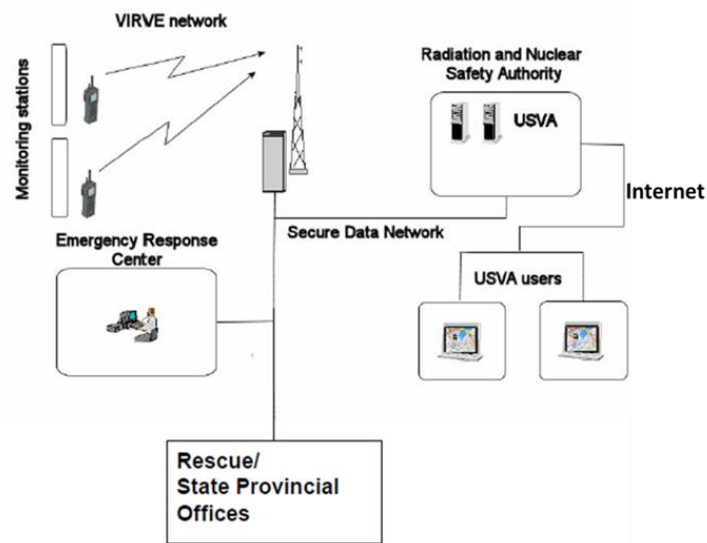 VIRVE network
Monitoring stations
Radiation and Nuclear
Safety Authority
USVA
Internet
Secure Data Network
Emergency Response
Center
USVA users
Rescue/
State Provincial
Offices